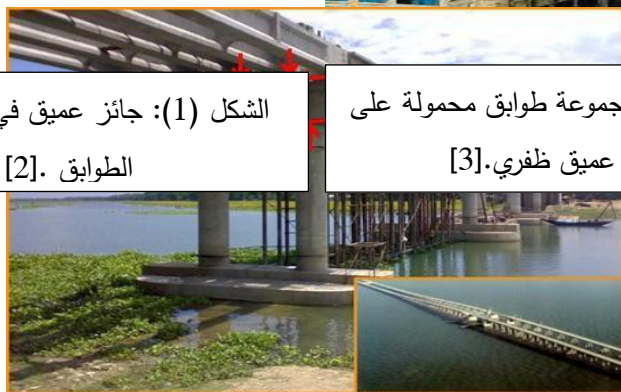 جموعة طوابق محمولة على
عميق ظفري.[3]
الشكل (1): جائز عميق في
الطوابق .[2]